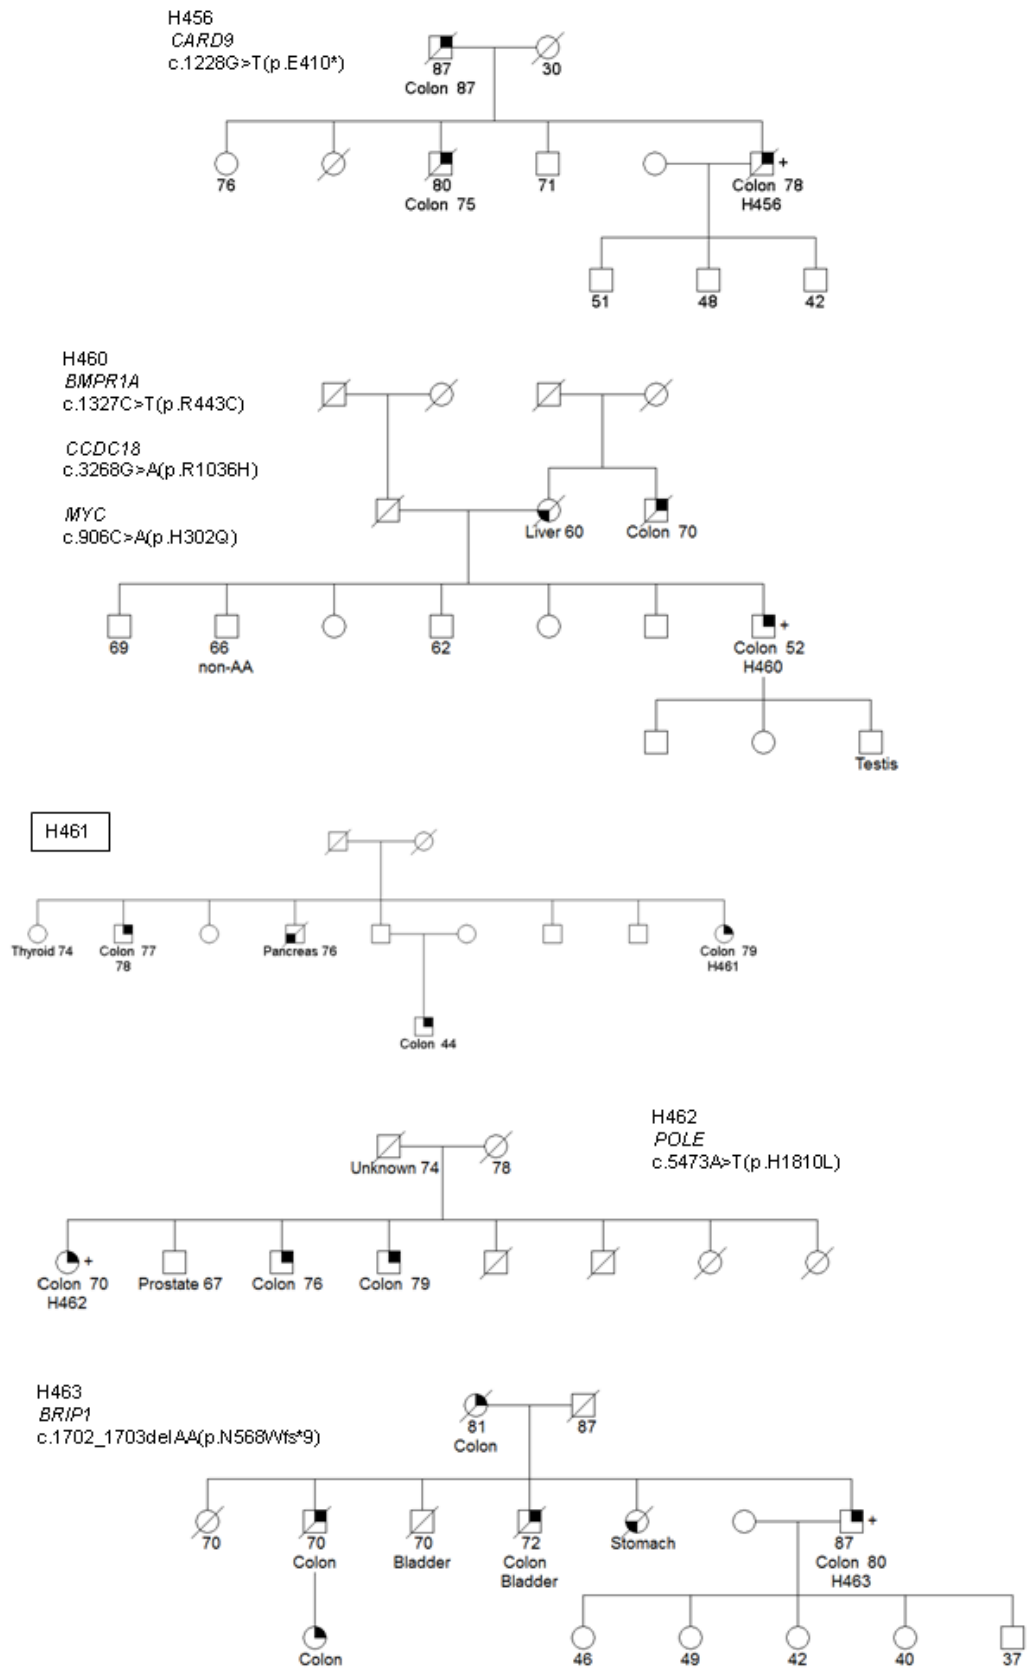 H456
CARD9
c.1228G>T(p.E410*)
87
Colon 87
30
76
80
Colon 75
71
+
Colon 78
H456
51
48
42
H460
BMPR1A
c.1327C>T(p.R443C)
CCDC18
c.3268G>A(p.R1036H)
MYC
c.906C>A(p.H302Q)
Liver 60
Colon 70
69
66
non-AA
62
+
Colon 52
H460
Testis
H461
Thyroid 74
Colon 77
78
Pancreas 76
Colon 79
H461
Colon 44
H462
POLE
c.5473A>T(p.H1810L)
Unknown 74
78
+
Colon 70
H462
Prostate 67
Colon 76
Colon 79
H463
BRIP1
c.1702_1703delAA(p.N568Wfs*9)
81
Colon
87
70
70
Colon
70
Bladder
72
Colon
Bladder
Stomach
+
87
Colon 80
H463
Colon
46
49
42
40
37